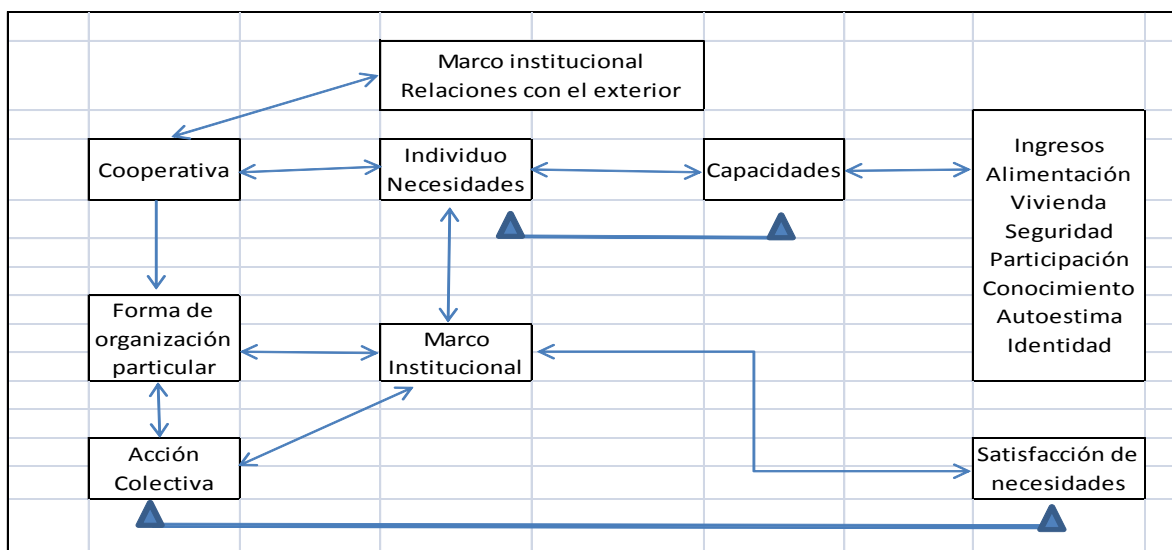 Marco institucional
Relaciones con el exterior
Cooperativa
Individuo
Necesidades
Capacidades
Ingresos
Alimentación
Vivienda
Seguridad
Participación
Conocimiento
Autoestima
Identidad
Forma de
organización
particular
Marco
Institucional
Acción
Colectiva
Satisfacción de
necesidades